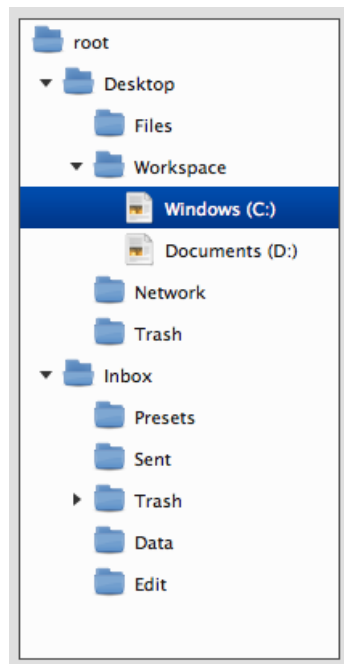 root
Desktop
Files
Workspace
Windows (C:)
Documents (D:)
Network
Trash
Inbox
Presets
Sent
Trash
Data
Edit